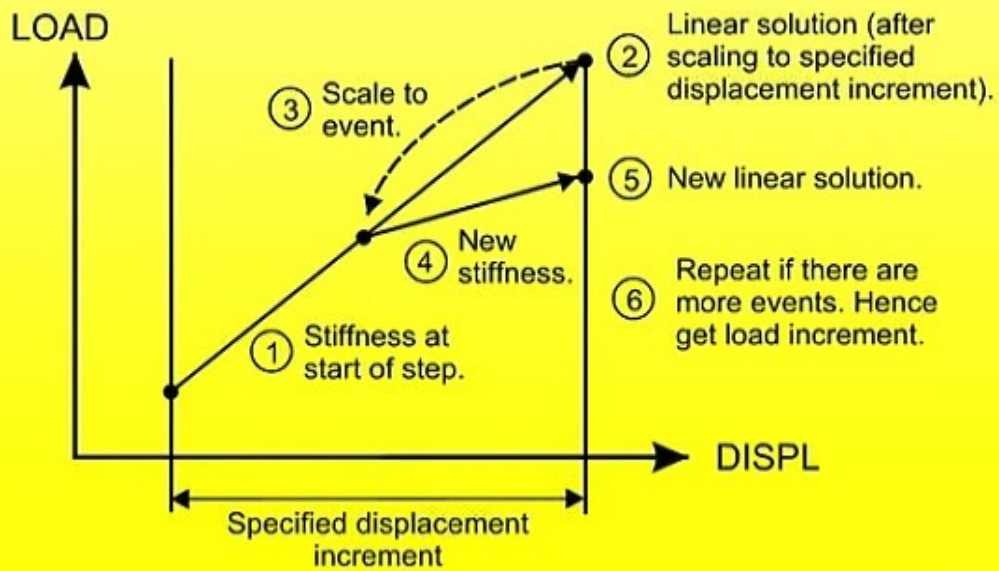 LOAD
① Stiffness at
start of step.
② Linear solution (after
scaling to specified
displacement increment).
③ Scale to
event.
④ New
stiffness.
⑤ New linear solution.
⑥ Repeat if there are
more events. Hence
get load increment.
DISPL
Specified displacement
increment